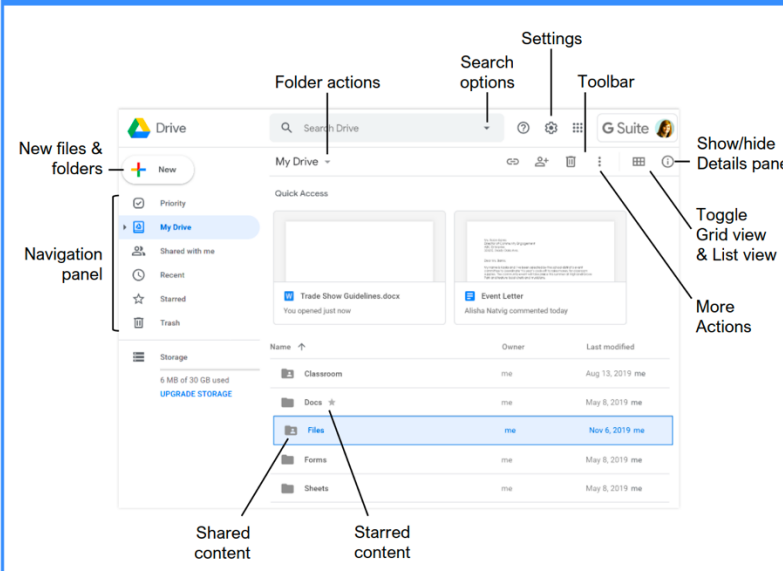 Settings
Search
options
Folder actions
Toolbar
Drive
Search Drive
G Suite
New files &
folders
New
My Drive
Show/hide
Details pane
Quick Access
Navigation
panel
Priority
My Drive
Shared with me
Recent
Starred
Trash
Toggle
Grid view
& List view
W Trade Show Guidelines.docx
You opened just now
Event Letter
Alisha Natvig commented today
More
Actions
Storage
6 MB of 30 GB used
UPGRADE STORAGE
Name Owner Last modified
Classroom me Aug 13, 2019 me
Docs me May 8, 2019 me
Files me Nov 6, 2019 me
Forms me May 8, 2019 me
Sheets me May 8, 2019 me
Shared
content
Starred
content